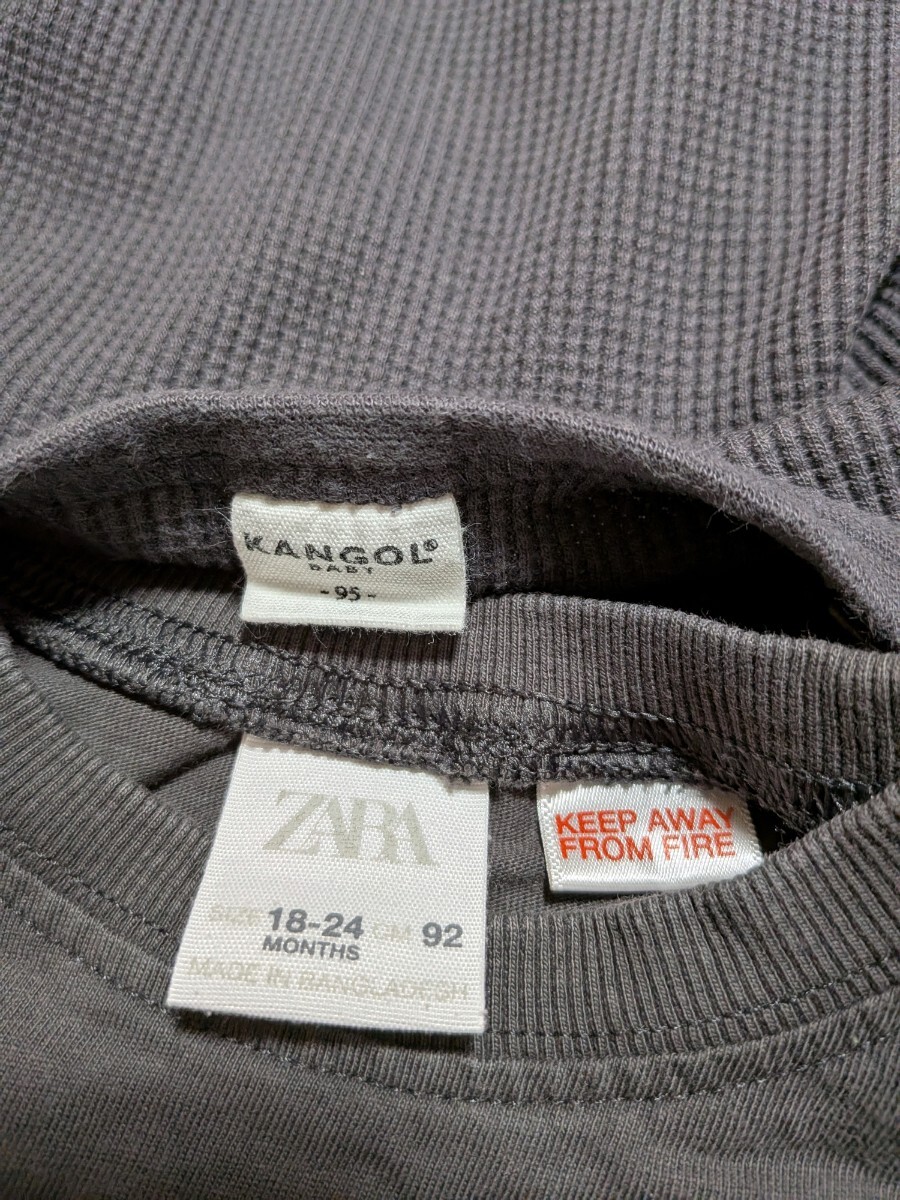 KANGOL®
BABY
- 95 -
ZARA
SIZE 18-24 CM 92
MONTHS
MADE IN BANGLADESH
KEEP AWAY
FROM FIRE